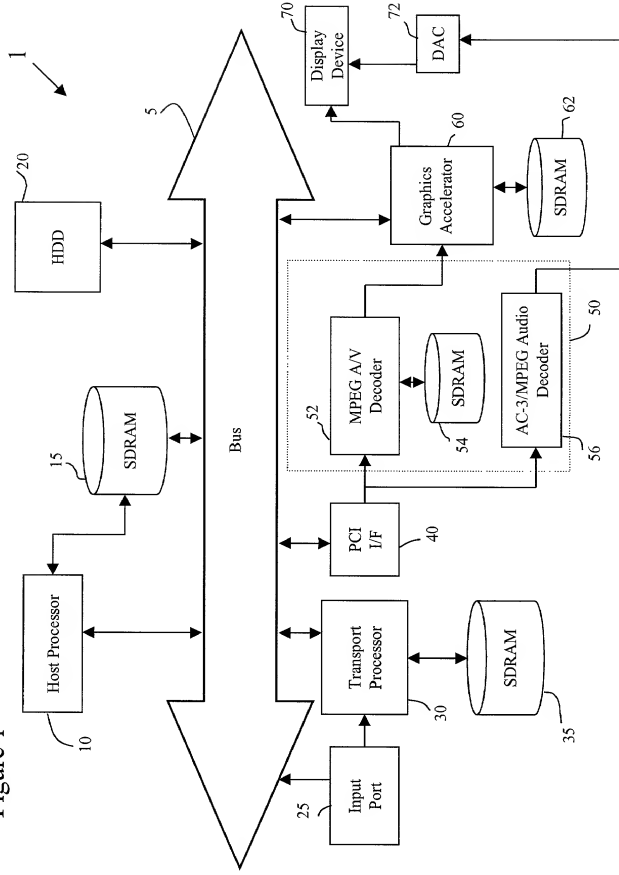 Figure 1
1
Host Processor
10
15
SDRAM
HDD
20
Bus
5
Input
Port
25
Transport
Processor
30
SDRAM
35
PCI
I/F
40
52
MPEG A/V
Decoder
SDRAM
54
AC-3/MPEG Audio
Decoder
56
50
Graphics
Accelerator
60
SDRAM
62
Display
Device
70
DAC
72